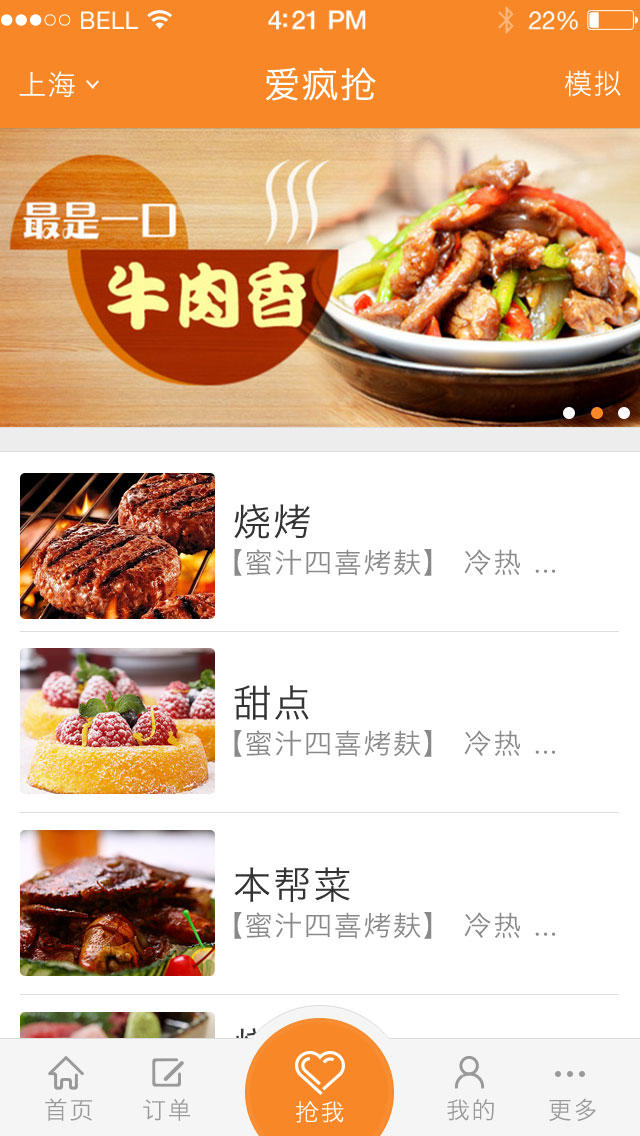 BELL 4:21 PM 22%
上海 爱疯抢 模拟
最是一口
牛肉香
烧烤
【蜜汁四喜烤麸】 冷热 ...
甜点
【蜜汁四喜烤麸】 冷热 ...
本帮菜
【蜜汁四喜烤麸】 冷热 ...
首页 订单 抢我 我的 更多